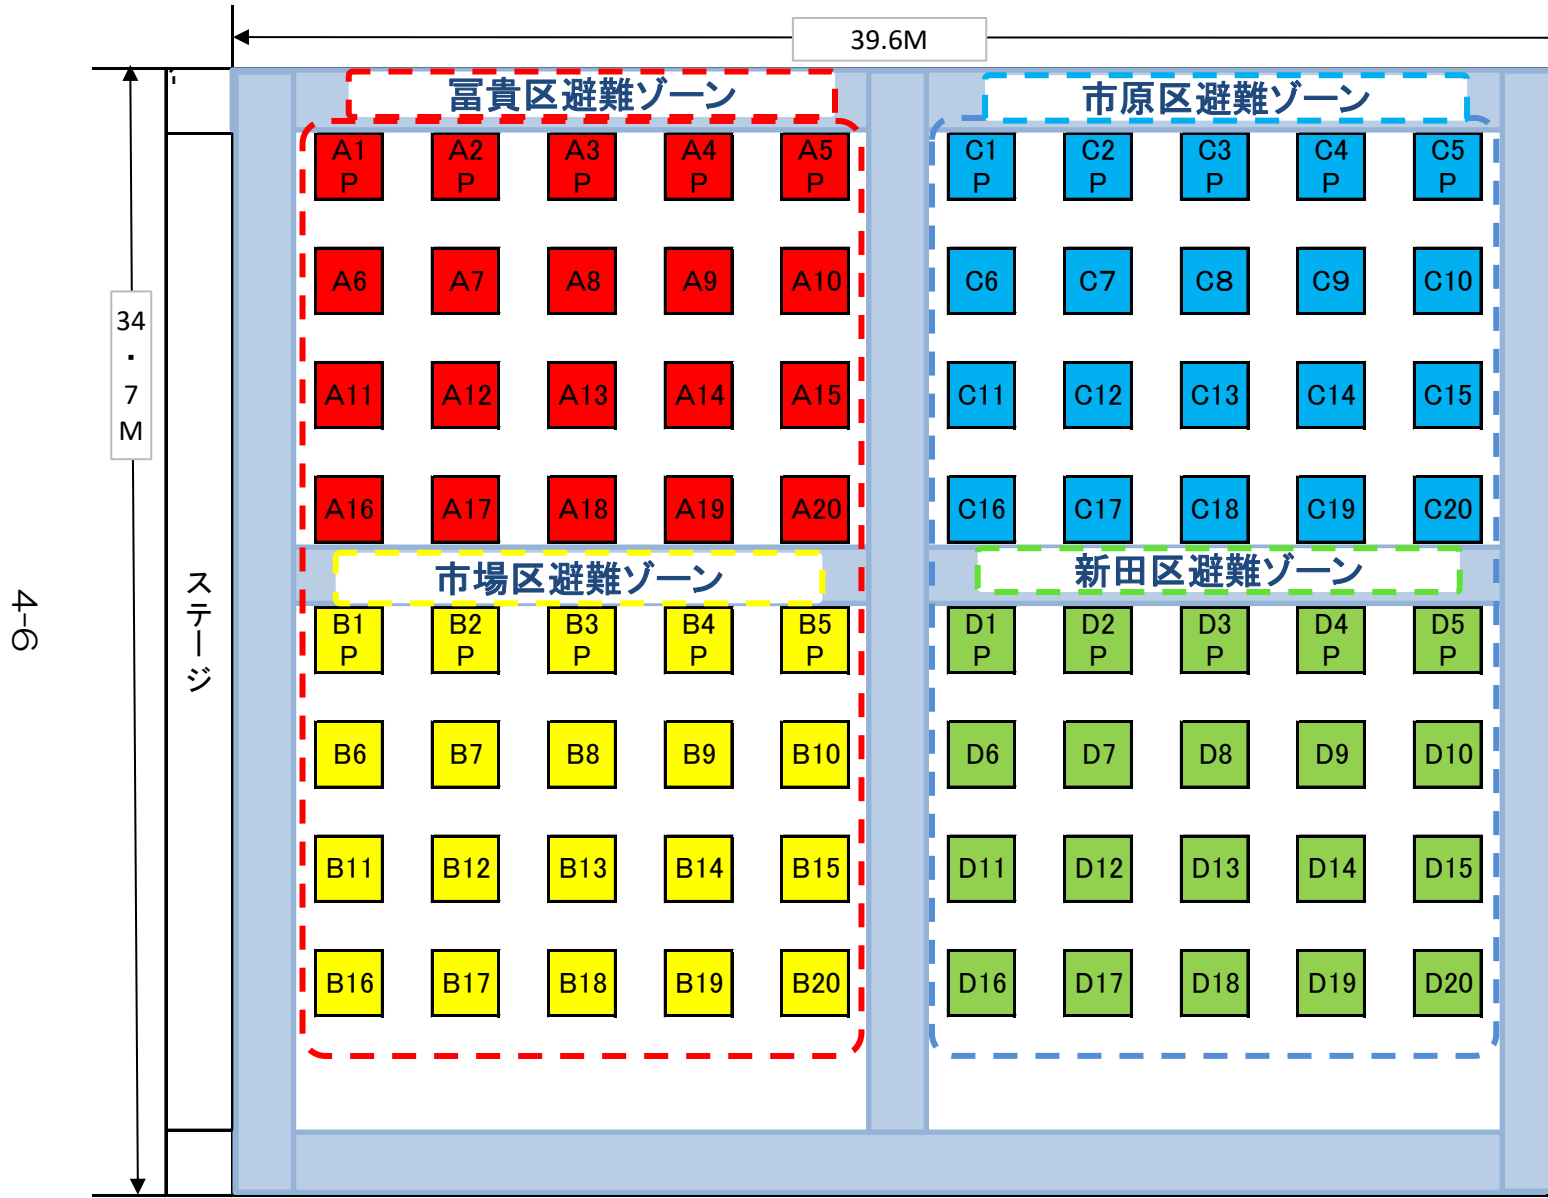 39.6M
冨貴区避難ゾーン
市原区避難ゾーン
A1 A2 A3 A4 A5
P P P P P
C1 C2 C3 C4 C5
P P P P P
A6 A7 A8 A9 A10
C6 C7 C8 C9 C10
34
・
7
M
A11 A12 A13 A14 A15
C11 C12 C13 C14 C15
A16 A17 A18 A19 A20
C16 C17 C18 C19 C20
市場区避難ゾーン
新田区避難ゾーン
4-6
ステージ
B1 B2 B3 B4 B5
P P P P P
D1 D2 D3 D4 D5
P P P P P
B6 B7 B8 B9 B10
D6 D7 D8 D9 D10
B11 B12 B13 B14 B15
D11 D12 D13 D14 D15
B16 B17 B18 B19 B20
D16 D17 D18 D19 D20